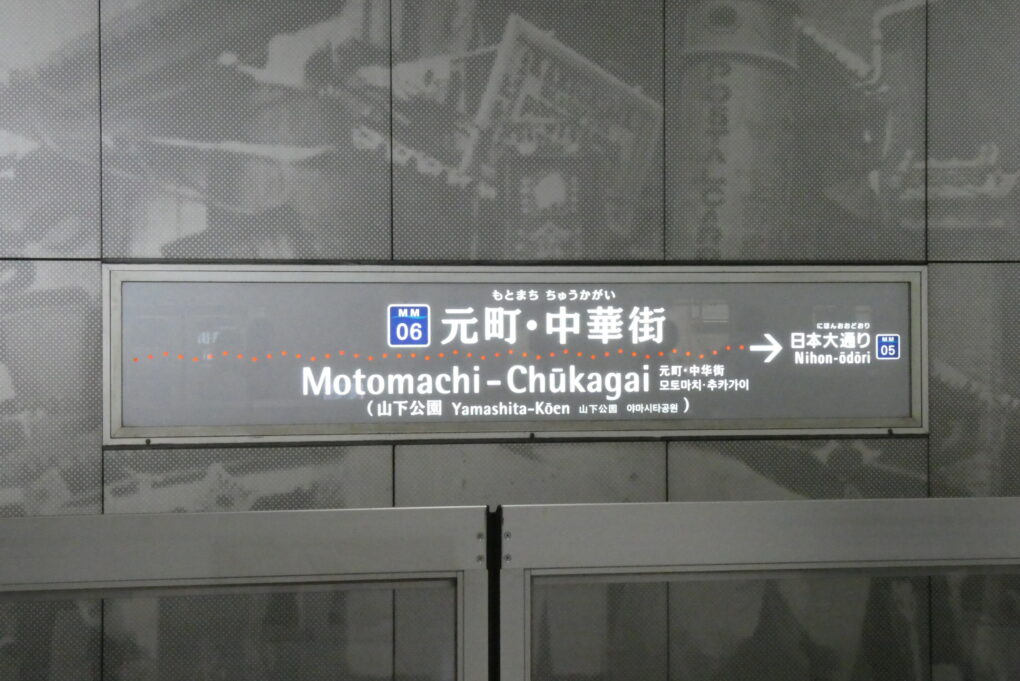 もとまち ちゅうかがい
MM 06 元町・中華街
Motomachi-Chūkagai
元町・中华街
모토마치・추카가이
(山下公園 Yamashita-Kōen 山下公園 야마시타공원)
にほんおおどおり
→ 日本大通り
Nihon-ōdōri
MM 05